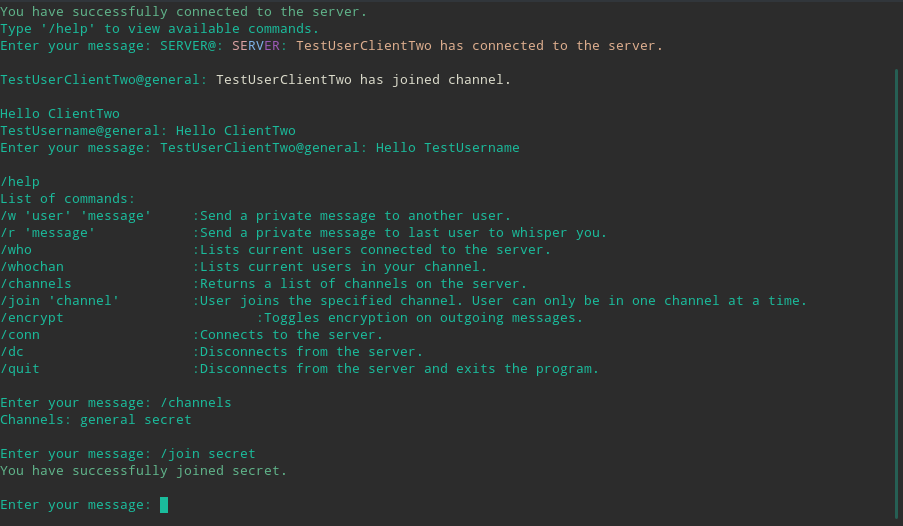 You have successfully connected to the server.
Type '/help' to view available commands.
Enter your message: SERVER@: SERVER: TestUserClientTwo has connected to the server.
TestUserClientTwo@general: TestUserClientTwo has joined channel.
Hello ClientTwo
TestUsername@general: Hello ClientTwo
Enter your message: TestUserClientTwo@general: Hello TestUsername
/help
List of commands:
/w 'user' 'message'     :Send a private message to another user.
/r 'message'            :Send a private message to last user to whisper you.
/who                    :Lists current users connected to the server.
/whochan                :Lists current users in your channel.
/channels               :Returns a list of channels on the server.
/join 'channel'         :User joins the specified channel. User can only be in one channel at a time.
/encrypt                        :Toggles encryption on outgoing messages.
/conn                   :Connects to the server.
/dc                     :Disconnects from the server.
/quit                   :Disconnects from the server and exits the program.
Enter your message: /channels
Channels: general secret
Enter your message: /join secret
You have successfully joined secret.
Enter your message: